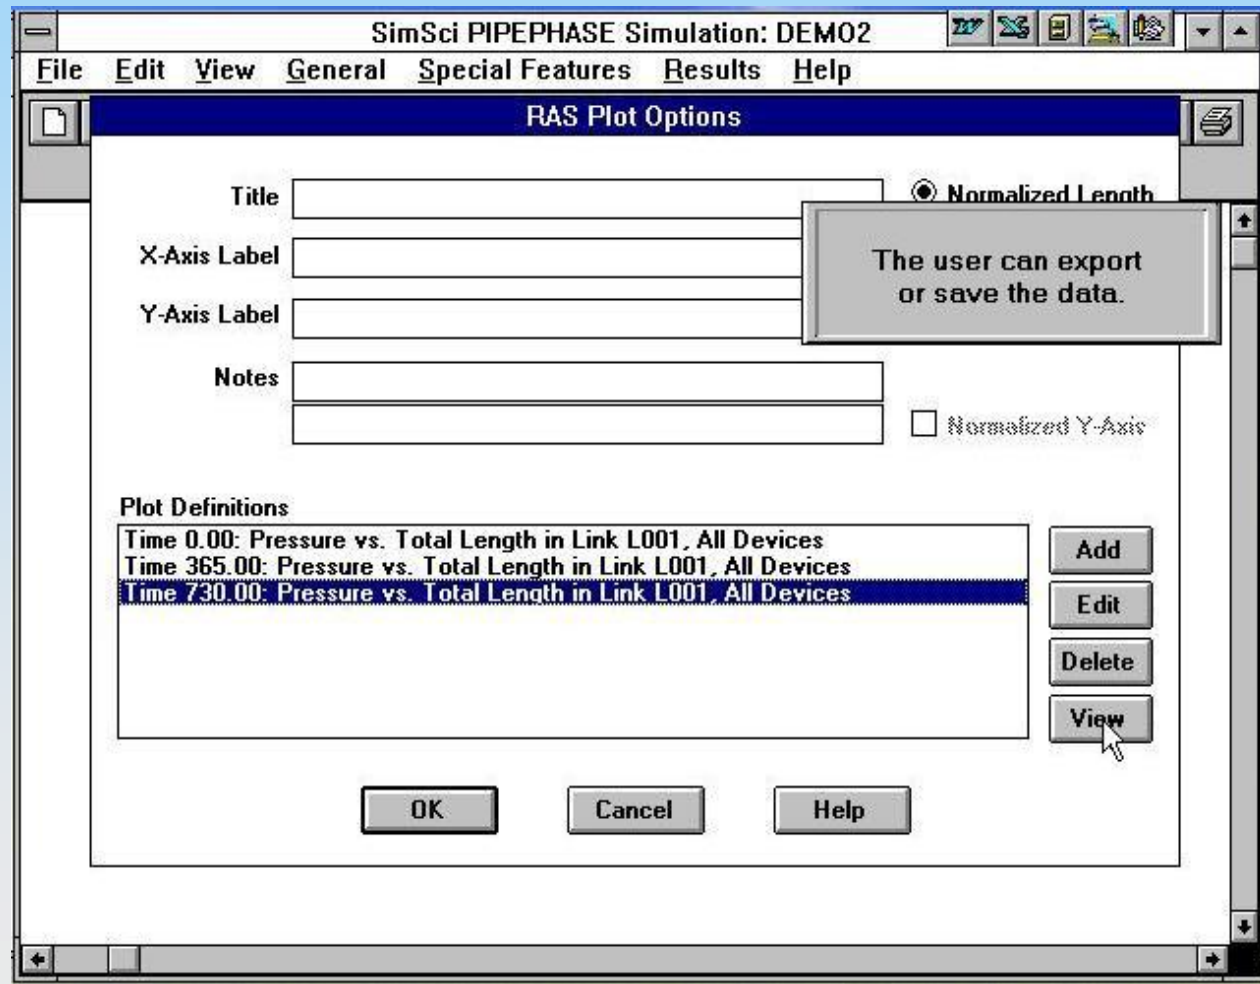 SimSci PIPEPHASE Simulation: DEMO2
File Edit View General Special Features Results Help
RAS Plot Options
Title
Normalized Length
The user can export
or save the data.
X-Axis Label
Y-Axis Label
Notes
Normalized Y-Axis
Plot Definitions
Time 0.00: Pressure vs. Total Length in Link L001, All Devices
Time 365.00: Pressure vs. Total Length in Link L001, All Devices
Time 730.00: Pressure vs. Total Length in Link L001, All Devices
Add
Edit
Delete
View
OK Cancel Help